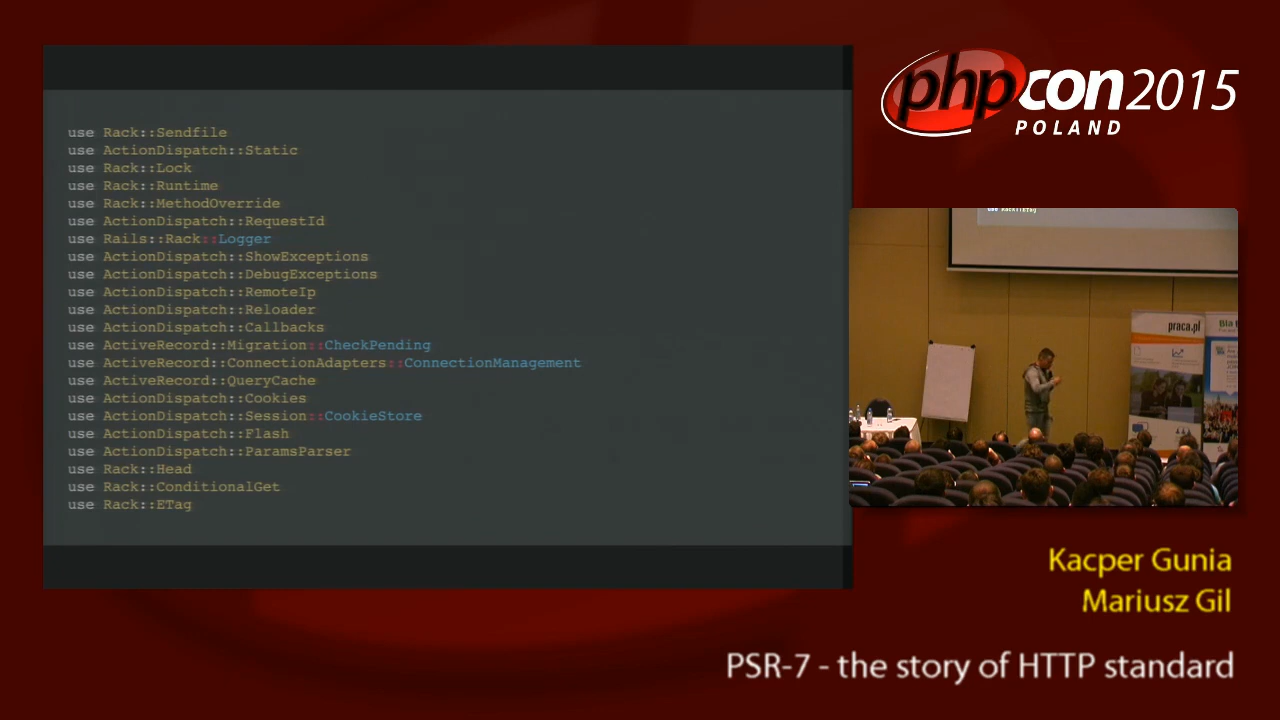 use Rack::Sendfile
use ActionDispatch::Static
use Rack::Lock
use Rack::Runtime
use Rack::MethodOverride
use ActionDispatch::RequestId
use Rails::Rack::Logger
use ActionDispatch::ShowExceptions
use ActionDispatch::DebugExceptions
use ActionDispatch::RemoteIp
use ActionDispatch::Reloader
use ActionDispatch::Callbacks
use ActiveRecord::Migration::CheckPending
use ActiveRecord::ConnectionAdapters::ConnectionManagement
use ActiveRecord::QueryCache
use ActionDispatch::Cookies
use ActionDispatch::Session::CookieStore
use ActionDispatch::Flash
use ActionDispatch::ParamsParser
use Rack::Head
use Rack::ConditionalGet
use Rack::ETag
phpcon2015
POLAND
use Rack::ETag
praca.pl
Kacper Gunia
Mariusz Gil
PSR-7 - the story of HTTP standard